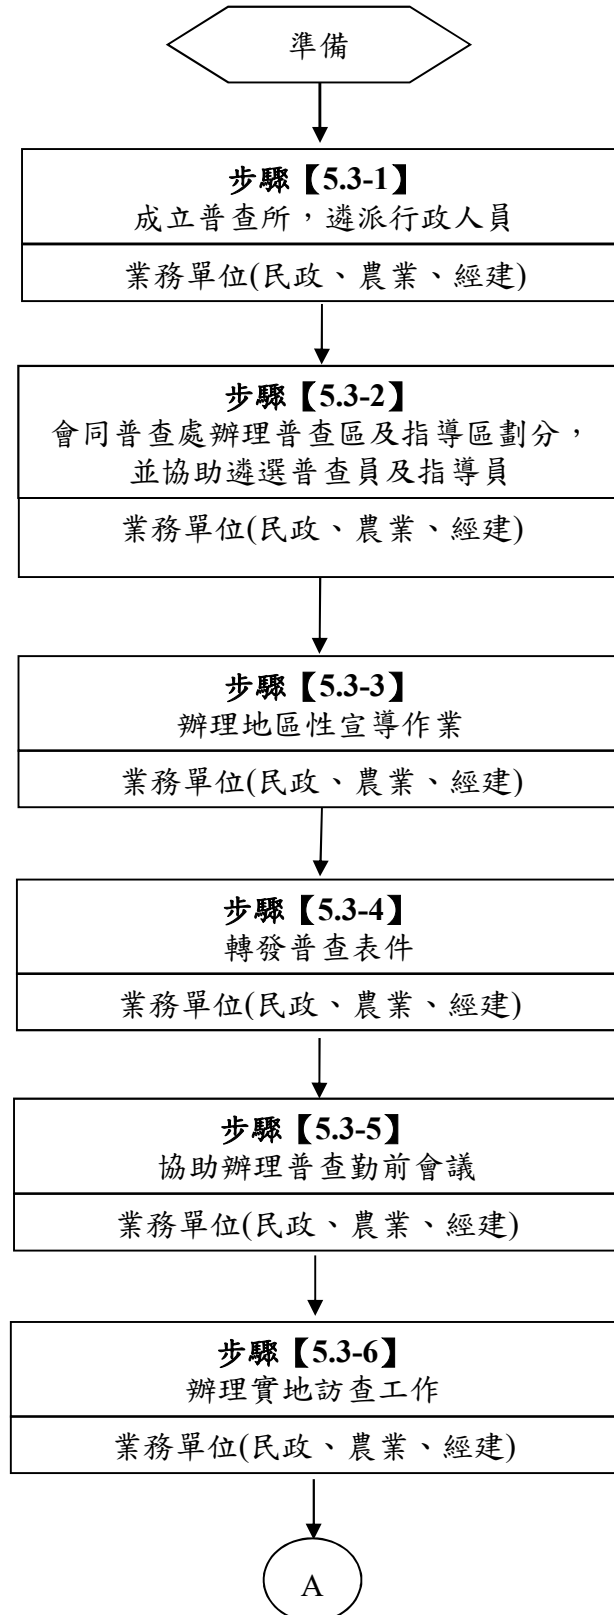 準備
步驟【5.3-1】
成立普查所，遴派行政人員
業務單位(民政、農業、經建)
步驟【5.3-2】
會同普查處辦理普查區及指導區劃分，
並協助遴選普查員及指導員
業務單位(民政、農業、經建)
步驟【5.3-3】
辦理地區性宣導作業
業務單位(民政、農業、經建)
步驟【5.3-4】
轉發普查表件
業務單位(民政、農業、經建)
步驟【5.3-5】
協助辦理普查勤前會議
業務單位(民政、農業、經建)
步驟【5.3-6】
辦理實地訪查工作
業務單位(民政、農業、經建)
A